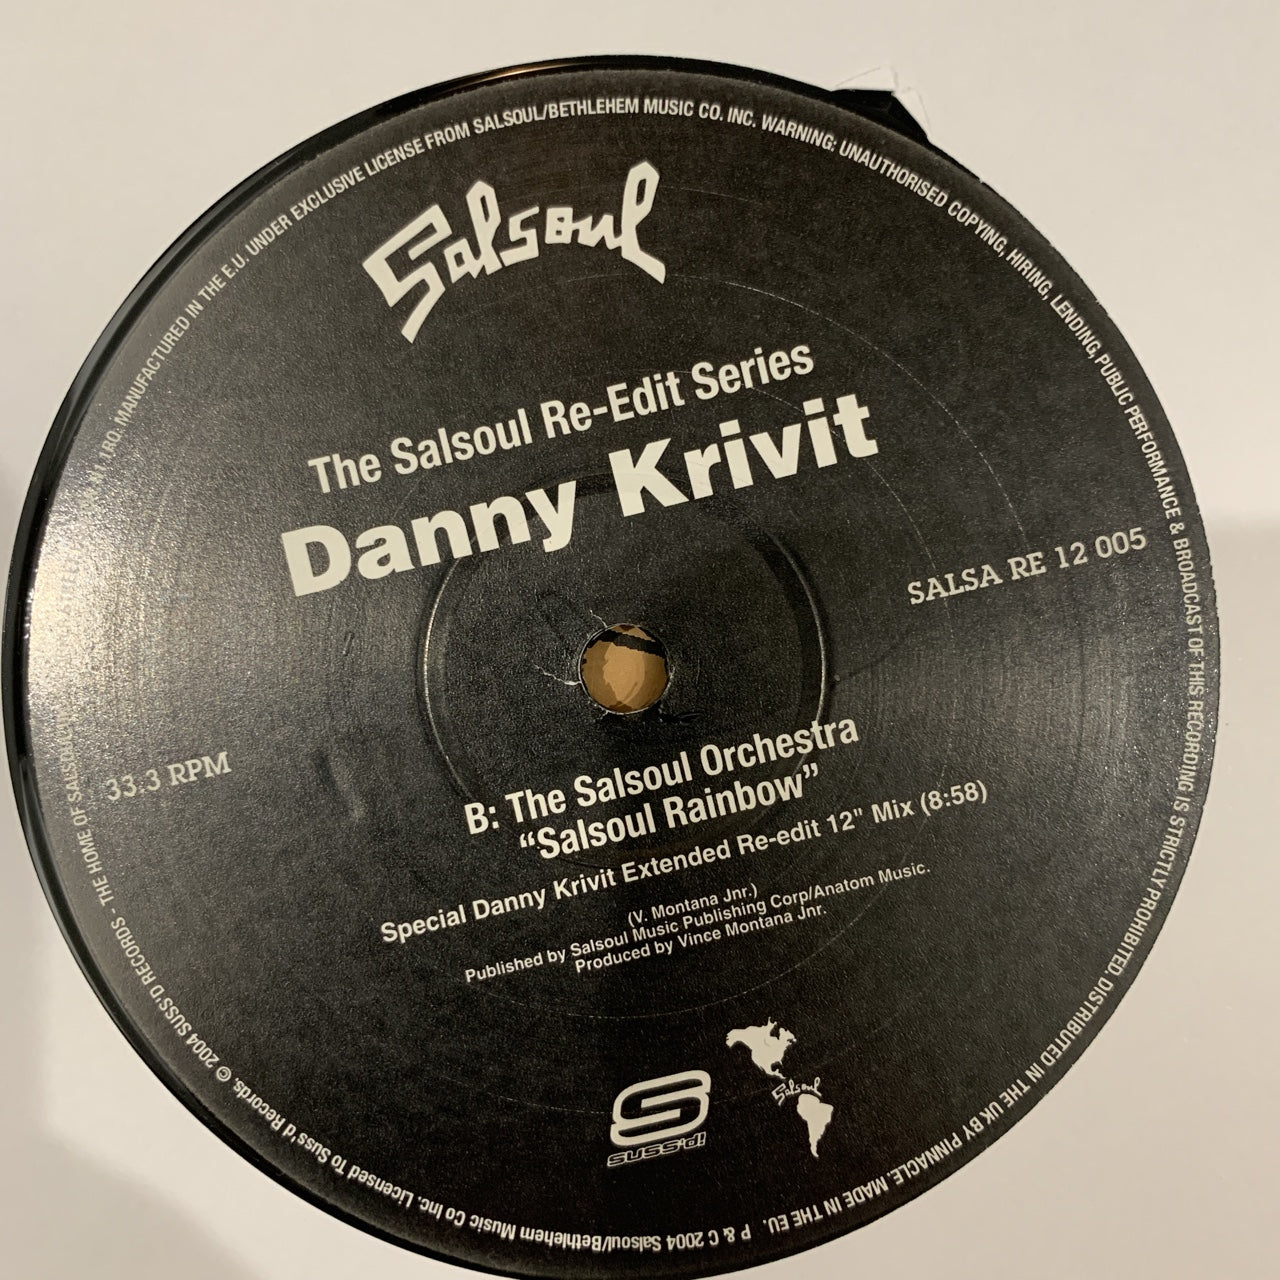 Salsoul
The Salsoul Re-Edit Series
Danny Krivit
SALSA RE 12 005
33.3 RPM
B: The Salsoul Orchestra
“Salsoul Rainbow”
Special Danny Krivit Extended Re-edit 12" Mix (8:58)
(V. Montana Jnr.)
Published by Salsoul Music Publishing Corp/Anatom Music.
Produced by Vince Montana Jnr.
Salsoul
suss'd!
1RQ. MANUFACTURED IN THE E.U. UNDER EXCLUSIVE LICENSE FROM SALSOUL/BETHLEHEM MUSIC CO. INC. WARNING: UNAUTHORISED COPYING, HIRING, LENDING, PUBLIC PERFORMANCE & BROADCAST OF THIS RECORDING IS STRICTLY PROHIBITED. DISTRIBUTED IN THE UK BY PINNACLE. MADE IN THE EU.
P & C 2004 Salsoul/Bethlehem Music Co Inc. Licensed To Suss'd Records. © 2004 SUSS'D RECORDS - THE HOME OF SALSOUL